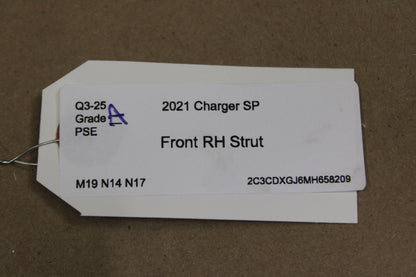 Q3-25
Grade A
PSE
2021 Charger SP
Front RH Strut
M19 N14 N17
2C3CDXGJ6MH658209